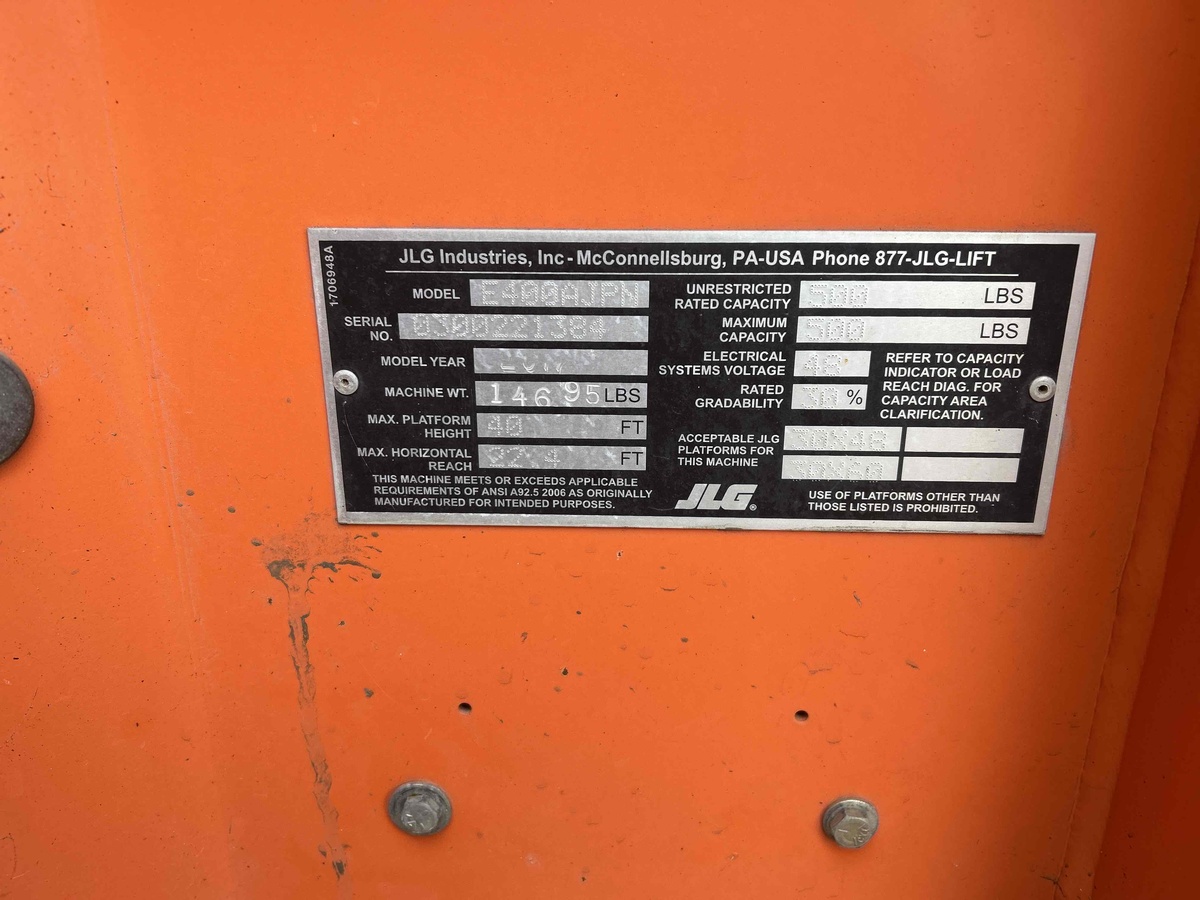 1706948A
JLG Industries, Inc - McConnellsburg, PA-USA Phone 877-JLG-LIFT
MODEL E400AJPN
SERIAL NO. 0300221384
MODEL YEAR
MACHINE WT. 14695 LBS
MAX. PLATFORM
HEIGHT 40 FT
MAX. HORIZONTAL
REACH 22.4 FT
THIS MACHINE MEETS OR EXCEEDS APPLICABLE
REQUIREMENTS OF ANSI A92.5 2006 AS ORIGINALLY
MANUFACTURED FOR INTENDED PURPOSES.
UNRESTRICTED
RATED CAPACITY 500 LBS
MAXIMUM
CAPACITY 500 LBS
ELECTRICAL
SYSTEMS VOLTAGE 48
RATED
GRADABILITY 30 %
REFER TO CAPACITY
INDICATOR OR LOAD
REACH DIAG. FOR
CAPACITY AREA
CLARIFICATION.
ACCEPTABLE JLG
PLATFORMS FOR
THIS MACHINE
30X48
30X60
JLG®
USE OF PLATFORMS OTHER THAN
THOSE LISTED IS PROHIBITED.